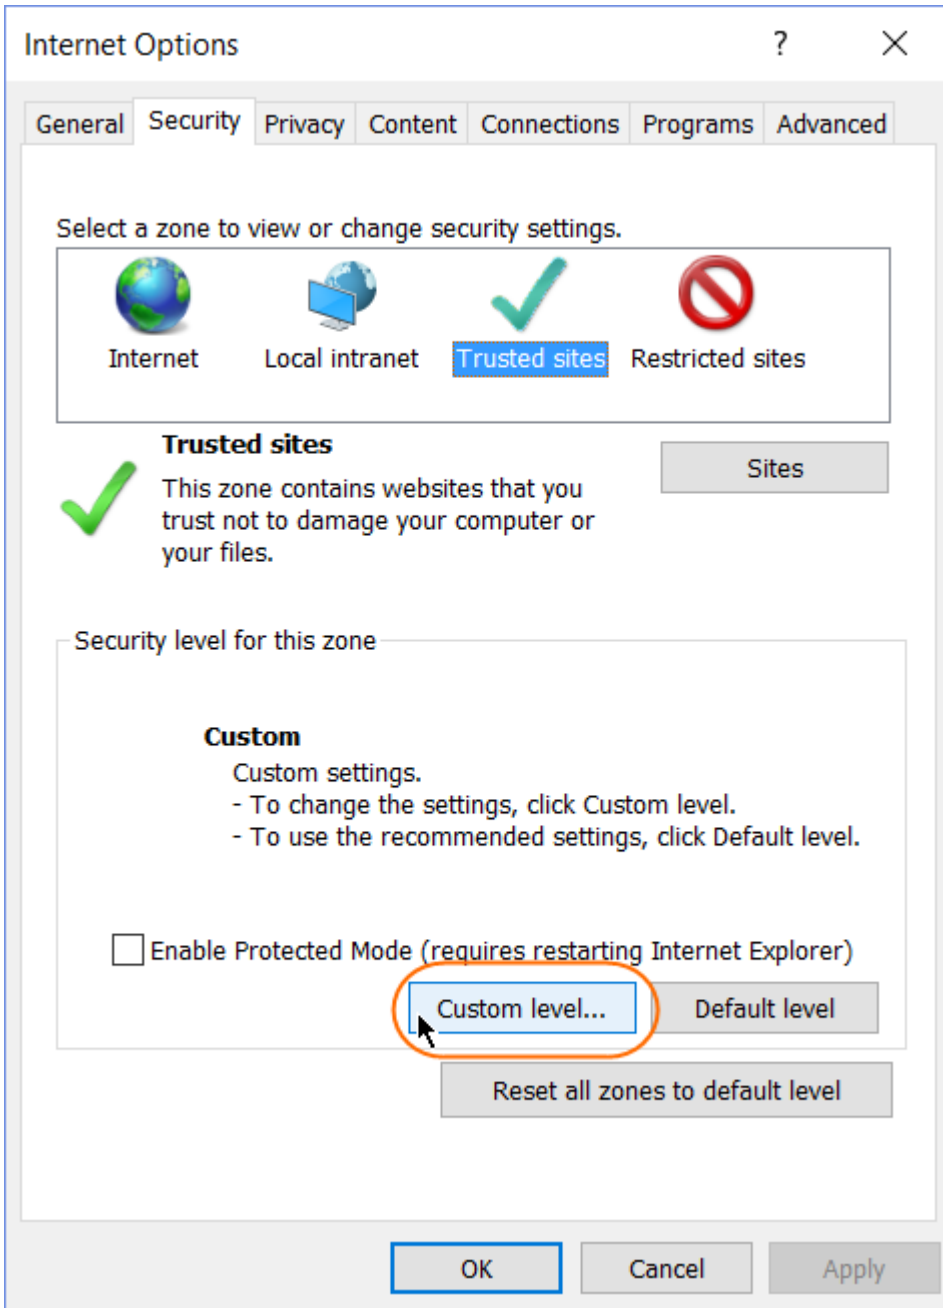 Internet Options ?
General Security Privacy Content Connections Programs Advanced
Select a zone to view or change security settings.
Internet Local intranet Trusted sites Restricted sites
Trusted sites
Sites
This zone contains websites that you
trust not to damage your computer or
your files.
Security level for this zone
Custom
Custom settings.
- To change the settings, click Custom level.
- To use the recommended settings, click Default level.
Enable Protected Mode (requires restarting Internet Explorer)
Custom level... Default level
Reset all zones to default level
OK Cancel Apply